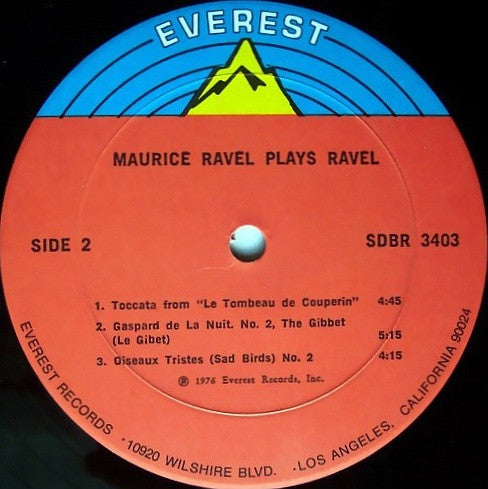 EVEREST
MAURICE RAVEL PLAYS RAVEL
SIDE 2
SDBR 3403
1. Toccata from "Le Tombeau de Couperin" 4:45
2. Gaspard de La Nuit. No. 2, The Gibbet
(Le Gibet) 5:15
3. Oiseaux Tristes (Sad Birds) No. 2 4:15
℗ 1976 Everest Records, Inc.
EVEREST RECORDS · 10920 WILSHIRE BLVD. · LOS ANGELES, CALIFORNIA 90024